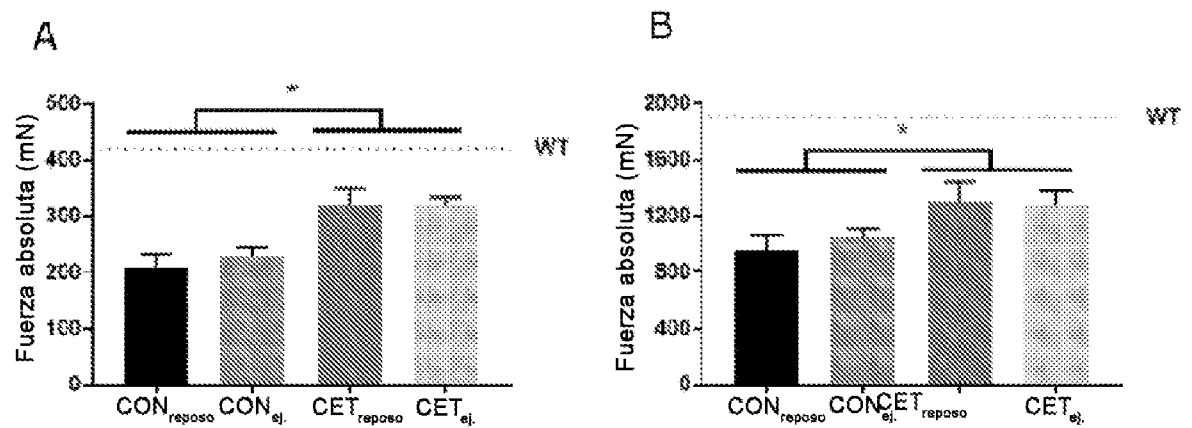 A
*
500
400
300
200
100
0
Fuerza absoluta (mN)
WT
CONreposo CONej. CETreposo CETej.
B
*
2000
1600
1200
800
400
0
Fuerza absoluta (mN)
WT
CONreposo CONej. CETreposo CETej.